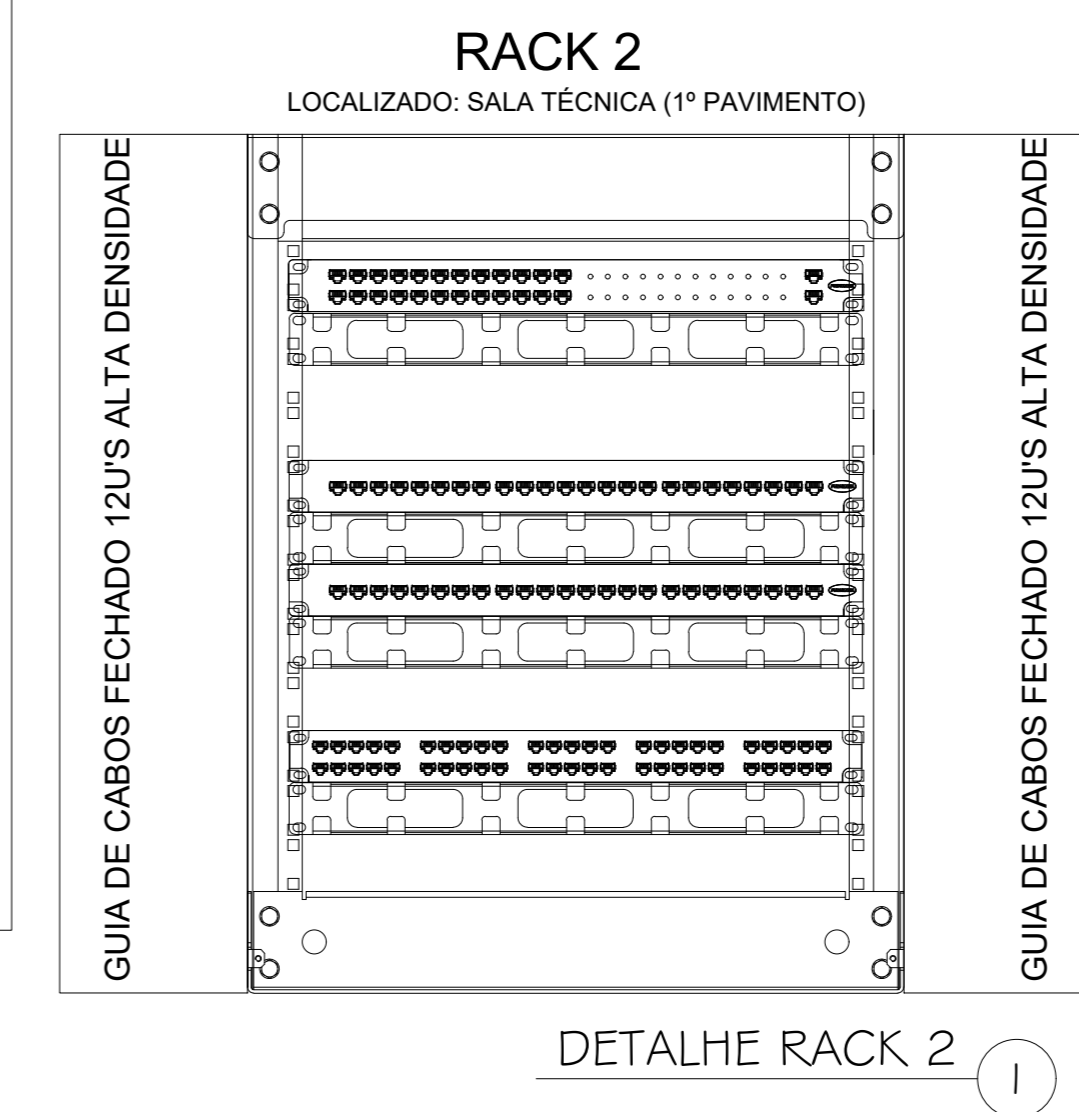 RACK 2
LOCALIZADO: SALA TÉCNICA (1º PAVIMENTO)
GUIA DE CABOS FECHADO 12U'S ALTA DENSIDADE
GUIA DE CABOS FECHADO 12U'S ALTA DENSIDADE
DETALHE RACK 2
1